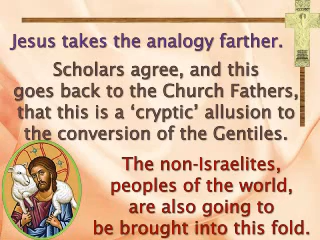 Jesus takes the analogy farther.
Scholars agree, and this
goes back to the Church Fathers,
that this is a ‘cryptic’ allusion to
the conversion of the Gentiles.
The non-Israelites,
peoples of the world,
are also going to
be brought into this fold.